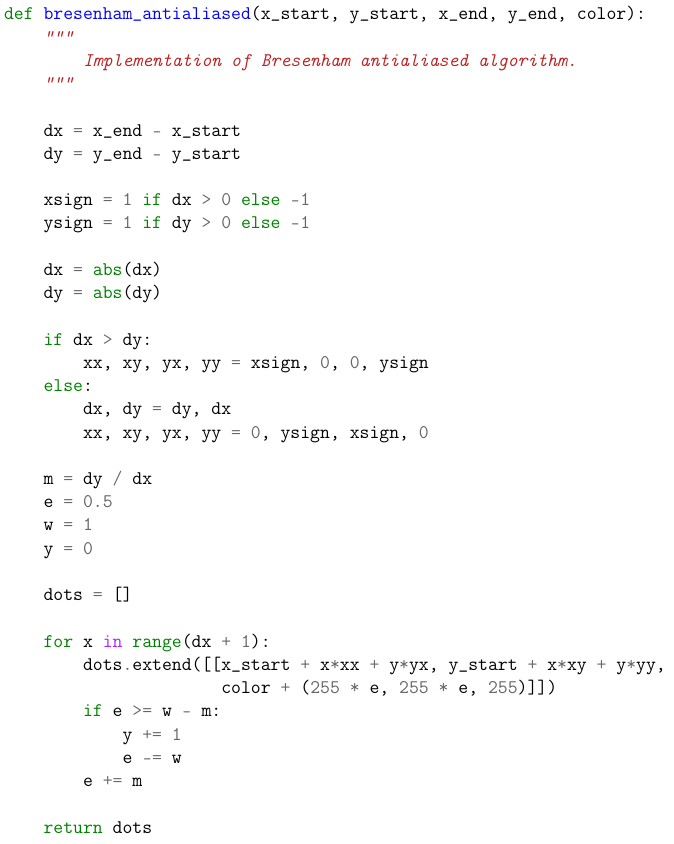 def bresenham_antialiased(x_start, y_start, x_end, y_end, color):
    """
        Implementation of Bresenham antialiased algorithm.
    """

    dx = x_end - x_start
    dy = y_end - y_start

    xsign = 1 if dx > 0 else -1
    ysign = 1 if dy > 0 else -1

    dx = abs(dx)
    dy = abs(dy)

    if dx > dy:
        xx, xy, yx, yy = xsign, 0, 0, ysign
    else:
        dx, dy = dy, dx
        xx, xy, yx, yy = 0, ysign, xsign, 0

    m = dy / dx
    e = 0.5
    w = 1
    y = 0

    dots = []

    for x in range(dx + 1):
        dots.extend([[x_start + x*xx + y*yx, y_start + x*xy + y*yy,
                      color + (255 * e, 255 * e, 255)]])
        if e >= w - m:
            y += 1
            e -= w
        e += m

    return dots